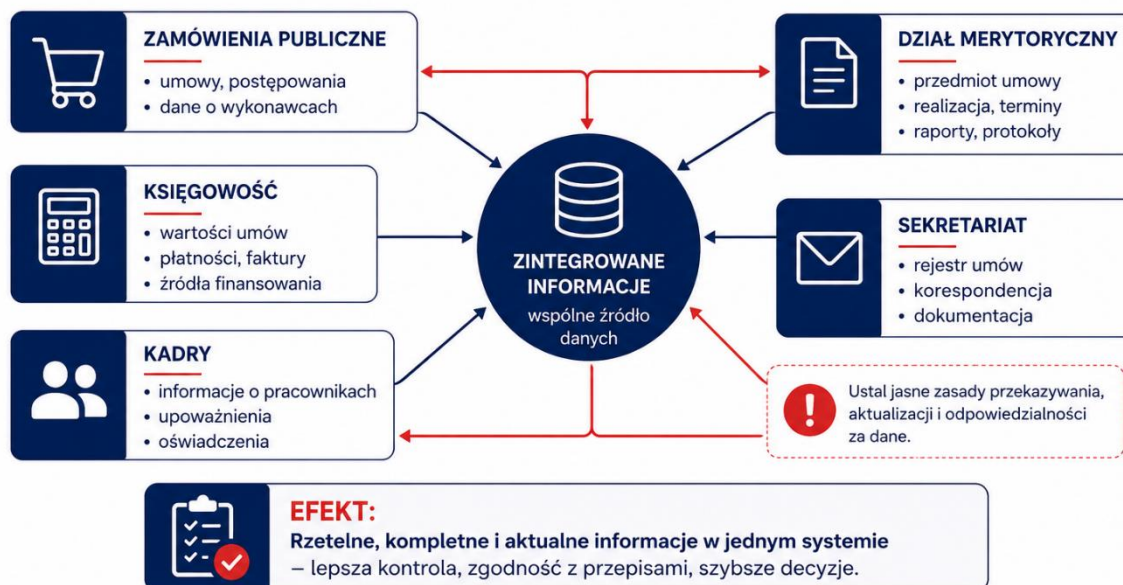 ZAMÓWIENIA PUBLICZNE
• umowy, postępowania
• dane o wykonawcach
DZIAŁ MERYTORYCZNY
• przedmiot umowy
• realizacja, terminy
• raporty, protokoły
KSIĘGOWOŚĆ
• wartości umów
• płatności, faktury
• źródła finansowania
ZINTEGROWANE
INFORMACJE
wspólne źródło
danych
SEKRETARIAT
• rejestr umów
• korespondencja
• dokumentacja
KADRY
• informacje o pracownikach
• upoważnienia
• oświadczenia
Ustal jasne zasady przekazywania,
aktualizacji i odpowiedzialności
za dane.
EFEKT:
Rzetelne, kompletne i aktualne informacje w jednym systemie
– lepsza kontrola, zgodność z przepisami, szybsze decyzje.